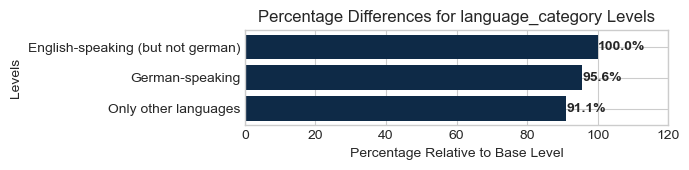 Percentage Differences for language_category Levels
Levels
English-speaking (but not german)
100.0%
German-speaking
95.6%
Only other languages
91.1%
0 20 40 60 80 100 120
Percentage Relative to Base Level